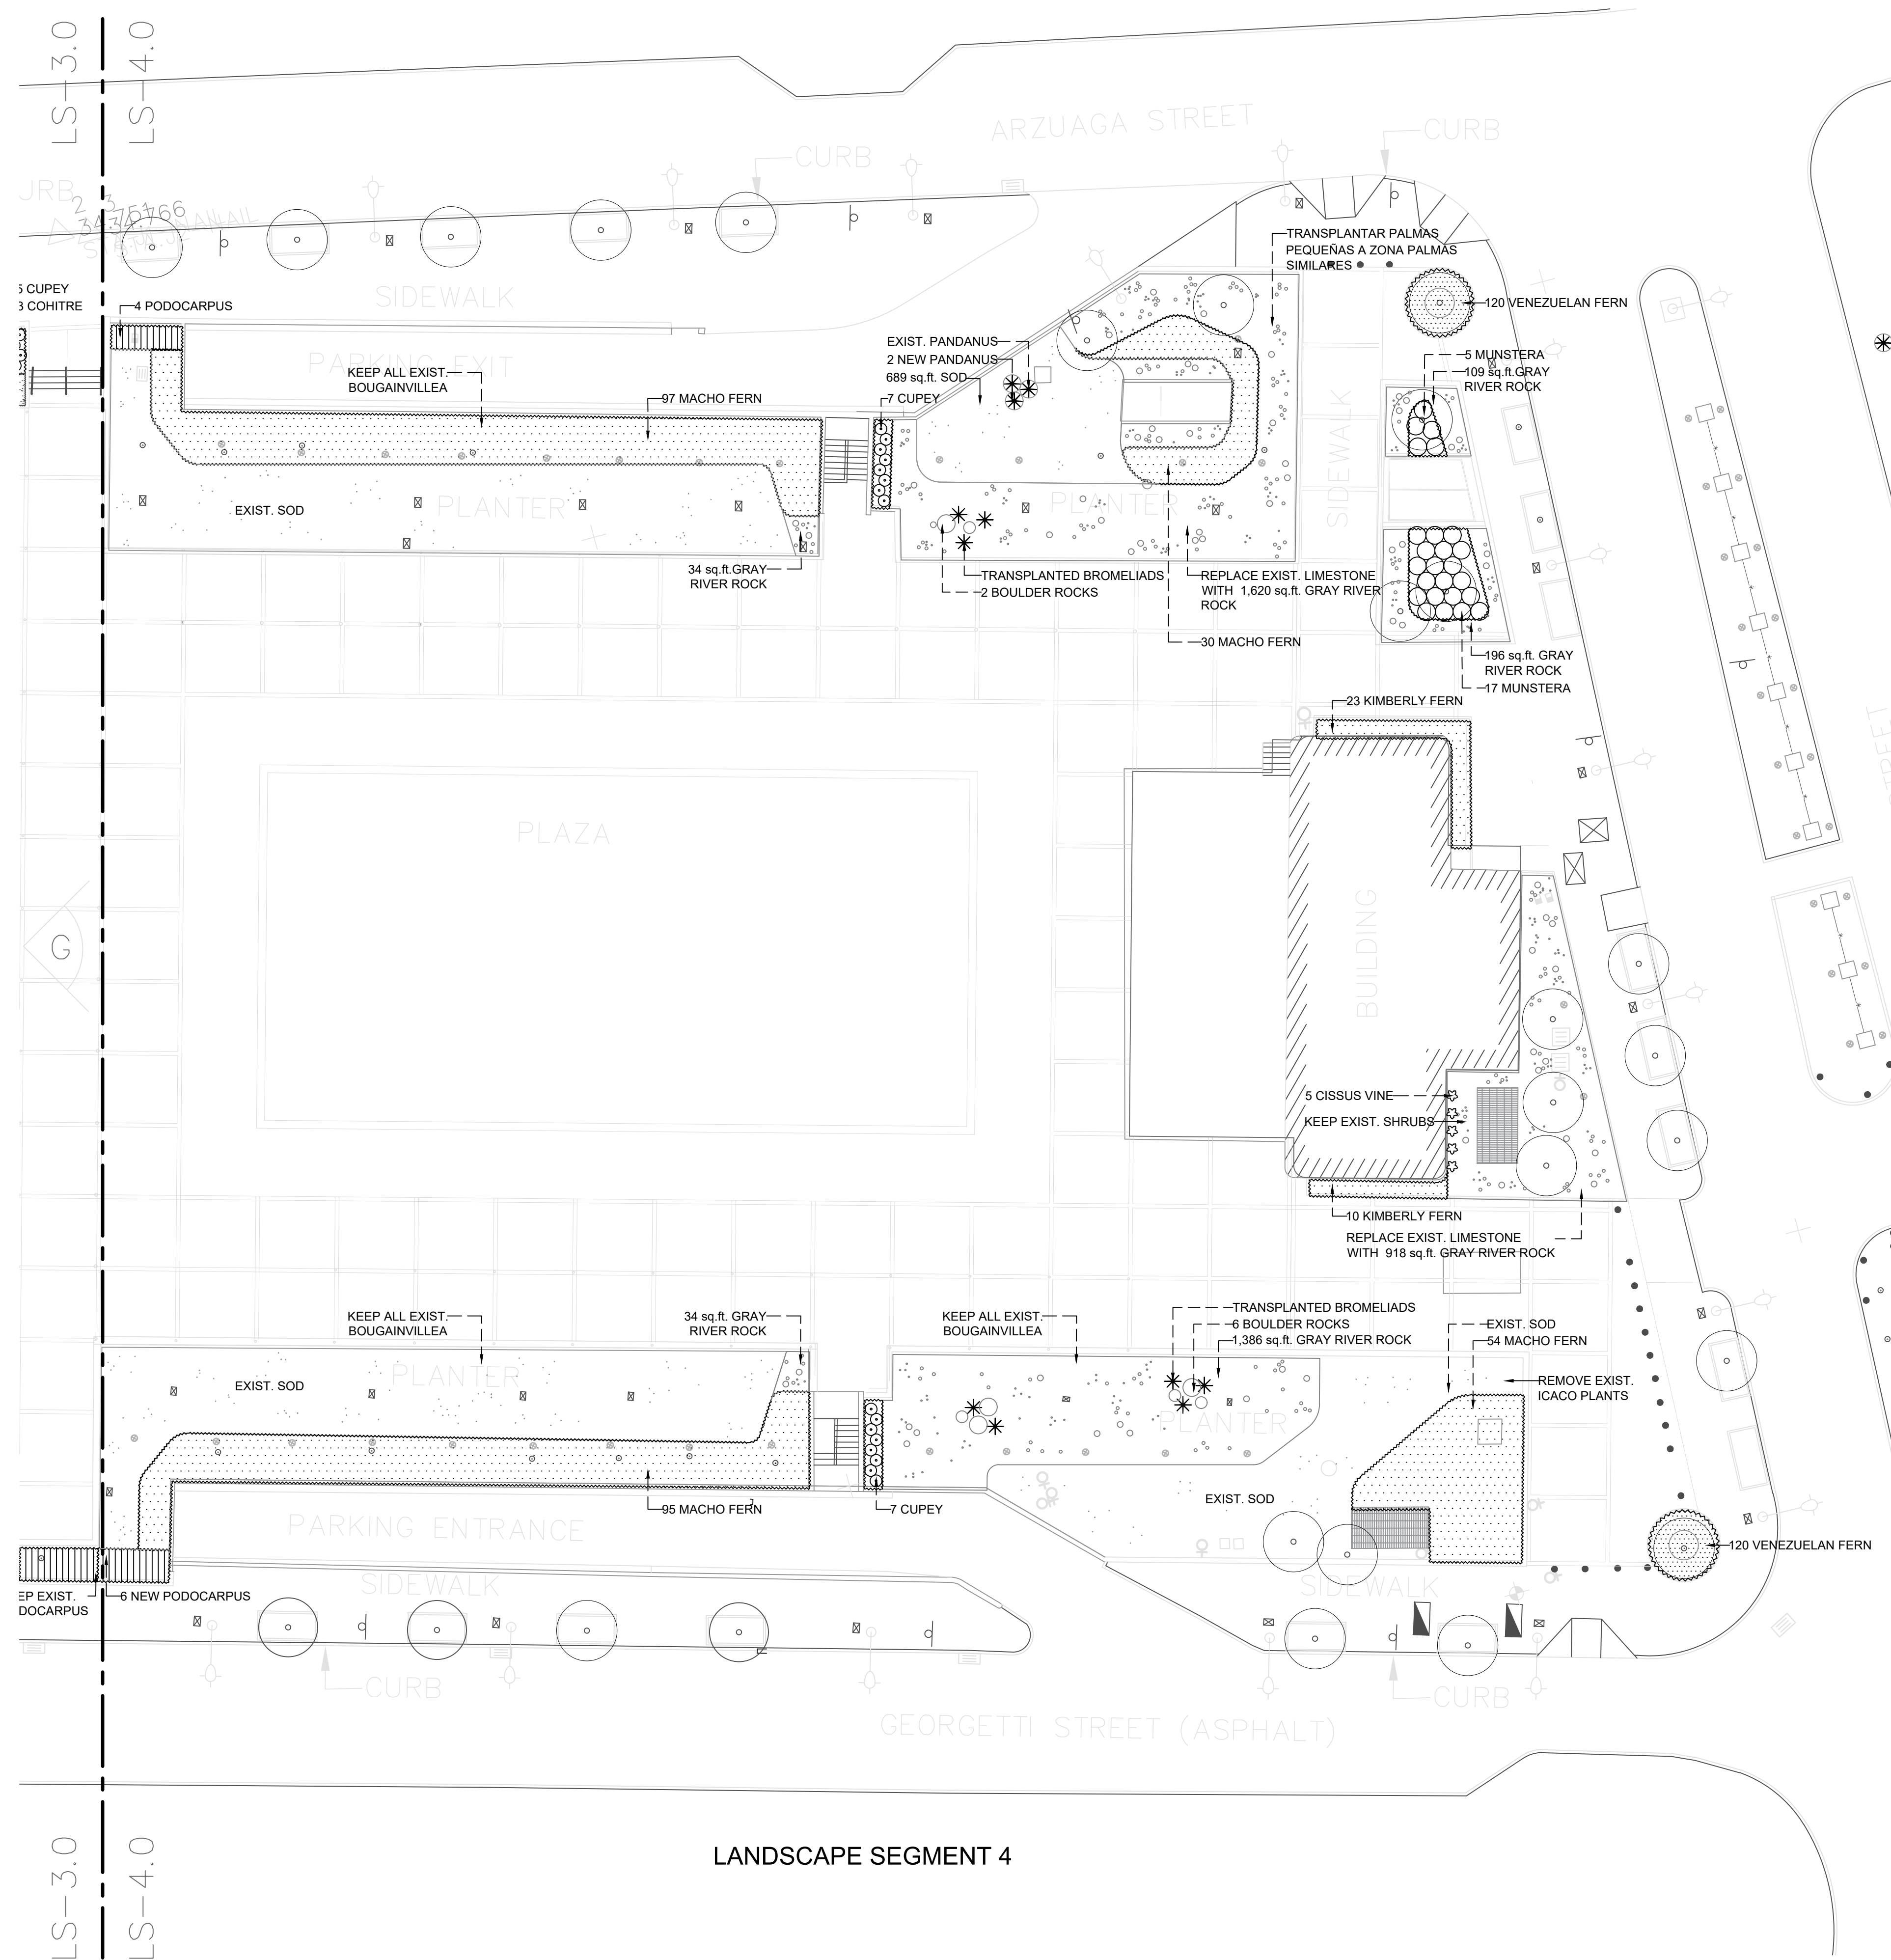 LS-3.0
LS-4.0
ARZUAGA STREET
CURB
CURB
URB
SIDEWALK
TRANSPLANTAR PALMAS
PEQUEÑAS A ZONA PALMAS
SIMILARES
5 CUPEY
3 COHITRE
4 PODOCARPUS
120 VENEZUELAN FERN
PARKING EXIT
KEEP ALL EXIST.
BOUGAINVILLEA
97 MACHO FERN
EXIST. PANDANUS
2 NEW PANDANUS
689 sq.ft. SOD
7 CUPEY
5 MUNSTERA
109 sq.ft.GRAY
RIVER ROCK
SIDEWALK
EXIST. SOD
PLANTER
PLANTER
34 sq.ft.GRAY
RIVER ROCK
TRANSPLANTED BROMELIADS
2 BOULDER ROCKS
REPLACE EXIST. LIMESTONE
WITH 1,620 sq.ft. GRAY RIVER
ROCK
30 MACHO FERN
196 sq.ft. GRAY
RIVER ROCK
17 MUNSTERA
23 KIMBERLY FERN
PLAZA
BUILDING
G
5 CISSUS VINE
KEEP EXIST. SHRUBS
10 KIMBERLY FERN
REPLACE EXIST. LIMESTONE
WITH 918 sq.ft. GRAY RIVER ROCK
KEEP ALL EXIST.
BOUGAINVILLEA
34 sq.ft. GRAY
RIVER ROCK
KEEP ALL EXIST.
BOUGAINVILLEA
TRANSPLANTED BROMELIADS
6 BOULDER ROCKS
1,386 sq.ft. GRAY RIVER ROCK
EXIST. SOD
54 MACHO FERN
REMOVE EXIST.
ICACO PLANTS
EXIST. SOD
PLANTER
PLANTER
EXIST. SOD
95 MACHO FERN
7 CUPEY
PARKING ENTRANCE
120 VENEZUELAN FERN
EP EXIST.
DOCARPUS
6 NEW PODOCARPUS
SIDEWALK
SIDEWALK
CURB
CURB
GEORGETTI STREET (ASPHALT)
LANDSCAPE SEGMENT 4
LS-3.0
LS-4.0